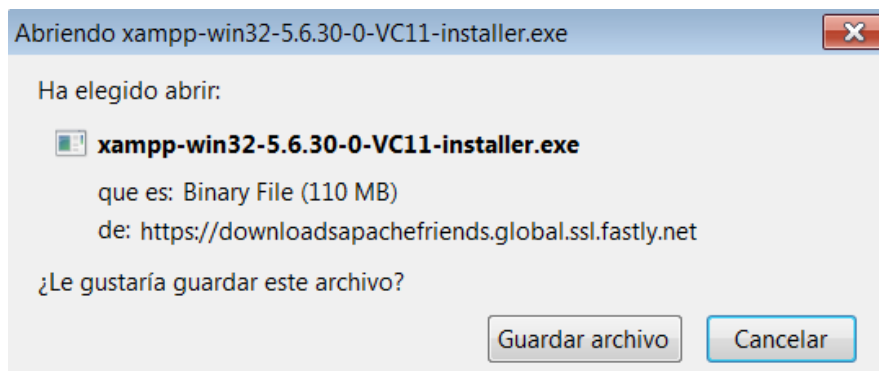 Abriendo xampp-win32-5.6.30-0-VC11-installer.exe
Ha elegido abrir:
xampp-win32-5.6.30-0-VC11-installer.exe
que es: Binary File (110 MB)
de: https://downloadsapachefriends.global.ssl.fastly.net
¿Le gustaría guardar este archivo?
Guardar archivo Cancelar